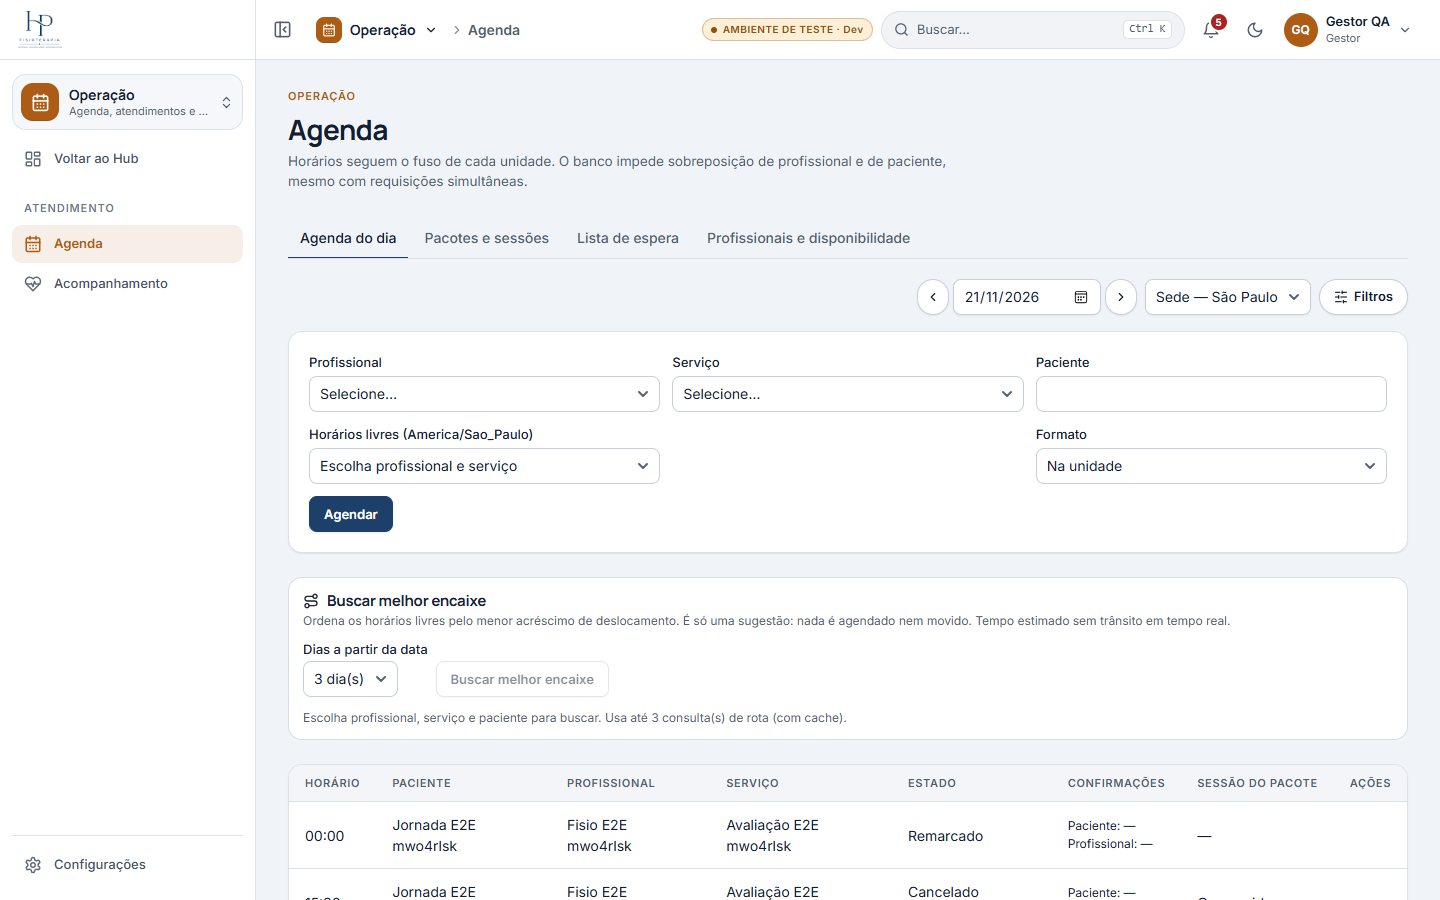 hp
FISIOTERAPIA
Operação
Agenda
AMBIENTE DE TESTE · Dev
Buscar...
Ctrl K
5
GQ
Gestor QA
Gestor
Operação
Agenda, atendimentos e ...
Voltar ao Hub
ATENDIMENTO
Agenda
Acompanhamento
Configurações
OPERAÇÃO
Agenda
Horários seguem o fuso de cada unidade. O banco impede sobreposição de profissional e de paciente,
mesmo com requisições simultâneas.
Agenda do dia
Pacotes e sessões
Lista de espera
Profissionais e disponibilidade
21/11/2026
Sede — São Paulo
Filtros
Profissional
Serviço
Paciente
Selecione...
Selecione...
Horários livres (America/Sao_Paulo)
Formato
Escolha profissional e serviço
Na unidade
Agendar
Buscar melhor encaixe
Ordena os horários livres pelo menor acréscimo de deslocamento. É só uma sugestão: nada é agendado nem movido. Tempo estimado sem trânsito em tempo real.
Dias a partir da data
3 dia(s)
Buscar melhor encaixe
Escolha profissional, serviço e paciente para buscar. Usa até 3 consulta(s) de rota (com cache).
HORÁRIO PACIENTE PROFISSIONAL SERVIÇO ESTADO CONFIRMAÇÕES SESSÃO DO PACOTE AÇÕES
00:00
Jornada E2E
mwo4rlsk
Fisio E2E
mwo4rlsk
Avaliação E2E
mwo4rlsk
Remarcado
Paciente: —
Profissional: —
—
Jornada E2E
Fisio E2E
Avaliação E2E
Cancelado
Paciente: —